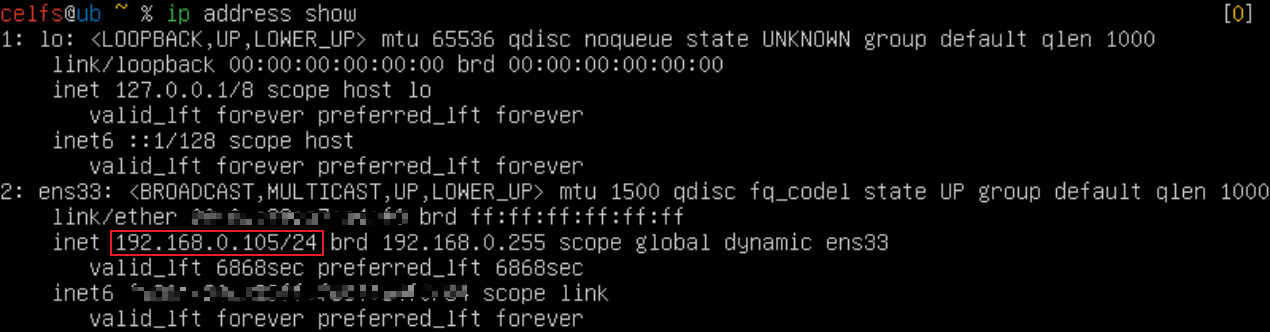 celfs@ub ~ % ip address show [0]
1: lo: <LOOPBACK,UP,LOWER_UP> mtu 65536 qdisc noqueue state UNKNOWN group default qlen 1000
link/loopback 00:00:00:00:00:00 brd 00:00:00:00:00:00
inet 127.0.0.1/8 scope host lo
valid_lft forever preferred_lft forever
inet6 ::1/128 scope host
valid_lft forever preferred_lft forever
2: ens33: <BROADCAST,MULTICAST,UP,LOWER_UP> mtu 1500 qdisc fq_codel state UP group default qlen 1000
link/ether brd ff:ff:ff:ff:ff:ff
inet 192.168.0.105/24 brd 192.168.0.255 scope global dynamic ens33
valid_lft 6868sec preferred_lft 6868sec
inet6 scope link
valid_lft forever preferred_lft forever